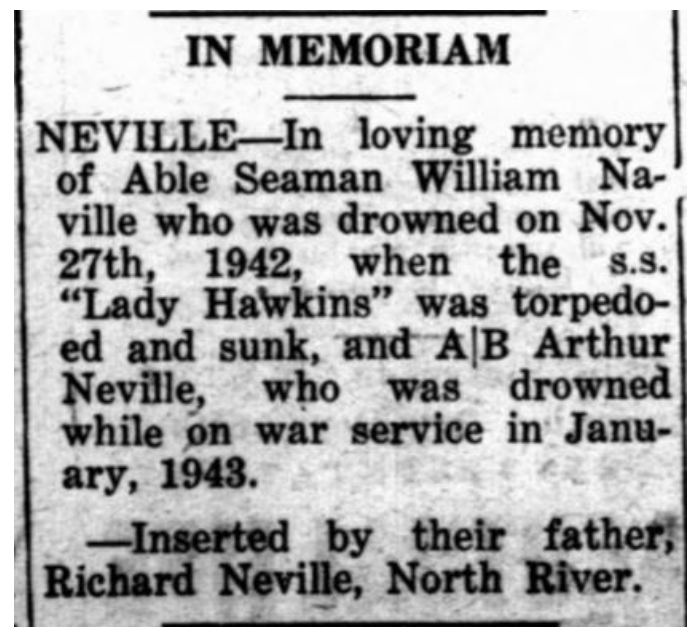 IN MEMORIAM
NEVILLE—In loving memory
of Able Seaman William Na-
ville who was drowned on Nov.
27th, 1942, when the s.s.
"Lady Hawkins" was torpedo-
ed and sunk, and A|B Arthur
Neville, who was drowned
while on war service in Janu-
ary, 1943.
—Inserted by their father,
Richard Neville, North River.